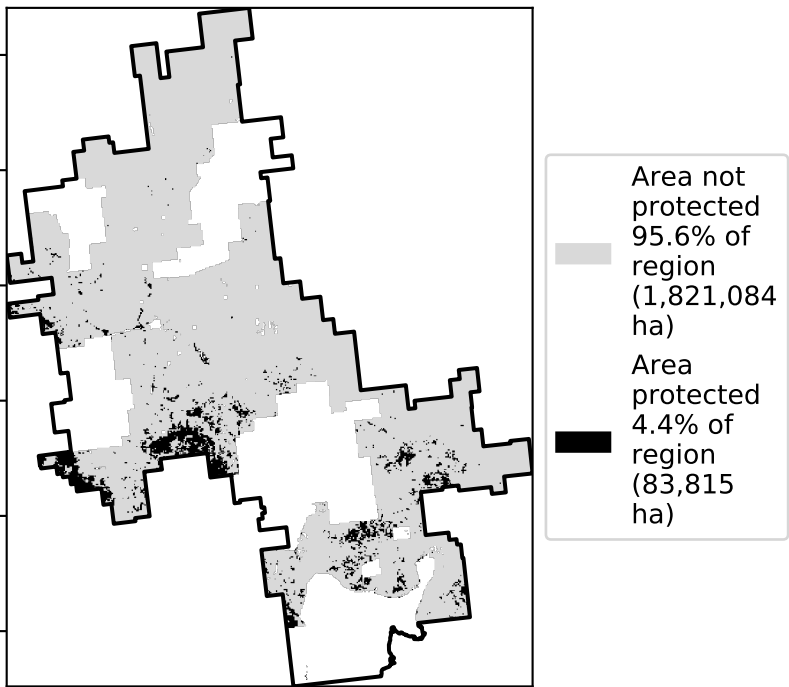 Area not
protected
95.6% of
region
(1,821,084
ha)
Area
protected
4.4% of
region
(83,815
ha)